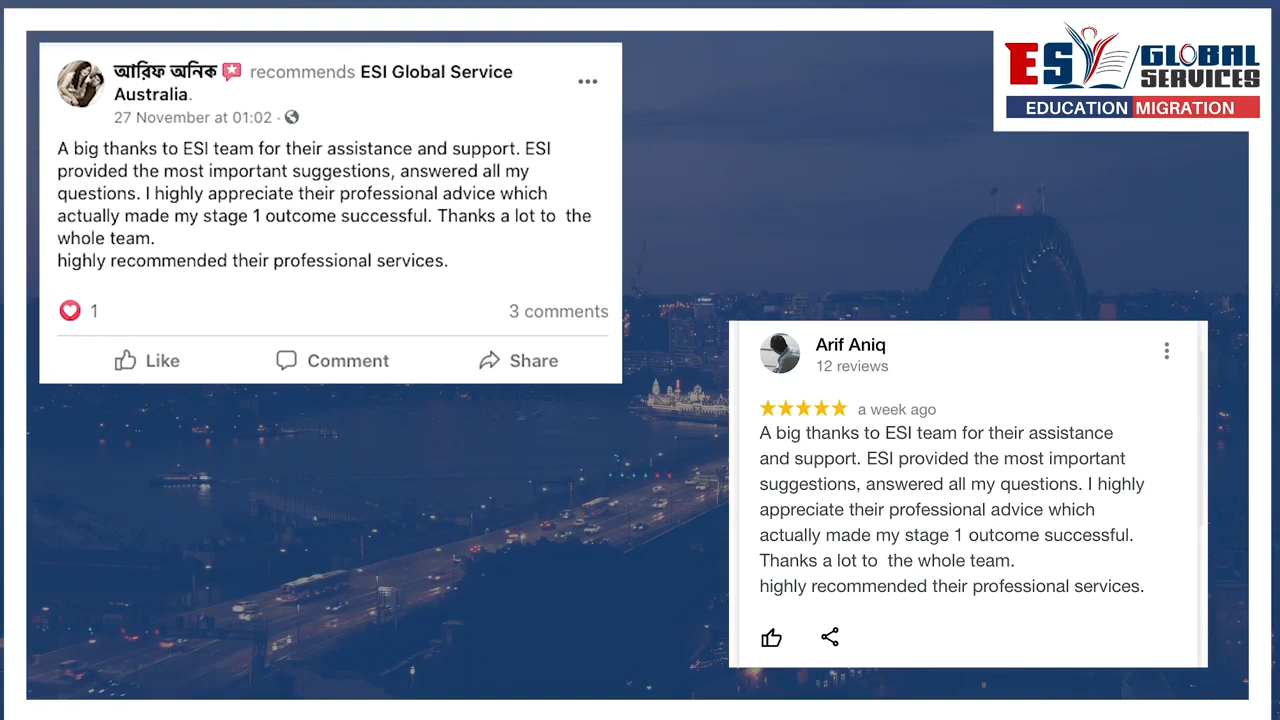 আরিফ অনিক recommends ESI Global Service
Australia.
27 November at 01:02 ·
A big thanks to ESI team for their assistance and support. ESI
provided the most important suggestions, answered all my
questions. I highly appreciate their professional advice which
actually made my stage 1 outcome successful. Thanks a lot to  the
whole team.
highly recommended their professional services.
1
3 comments
Like
Comment
Share
ESI GLOBAL
SERVICES
EDUCATION MIGRATION
Arif Aniq
12 reviews
★★★★★ a week ago
A big thanks to ESI team for their assistance
and support. ESI provided the most important
suggestions, answered all my questions. I highly
appreciate their professional advice which
actually made my stage 1 outcome successful.
Thanks a lot to  the whole team.
highly recommended their professional services.